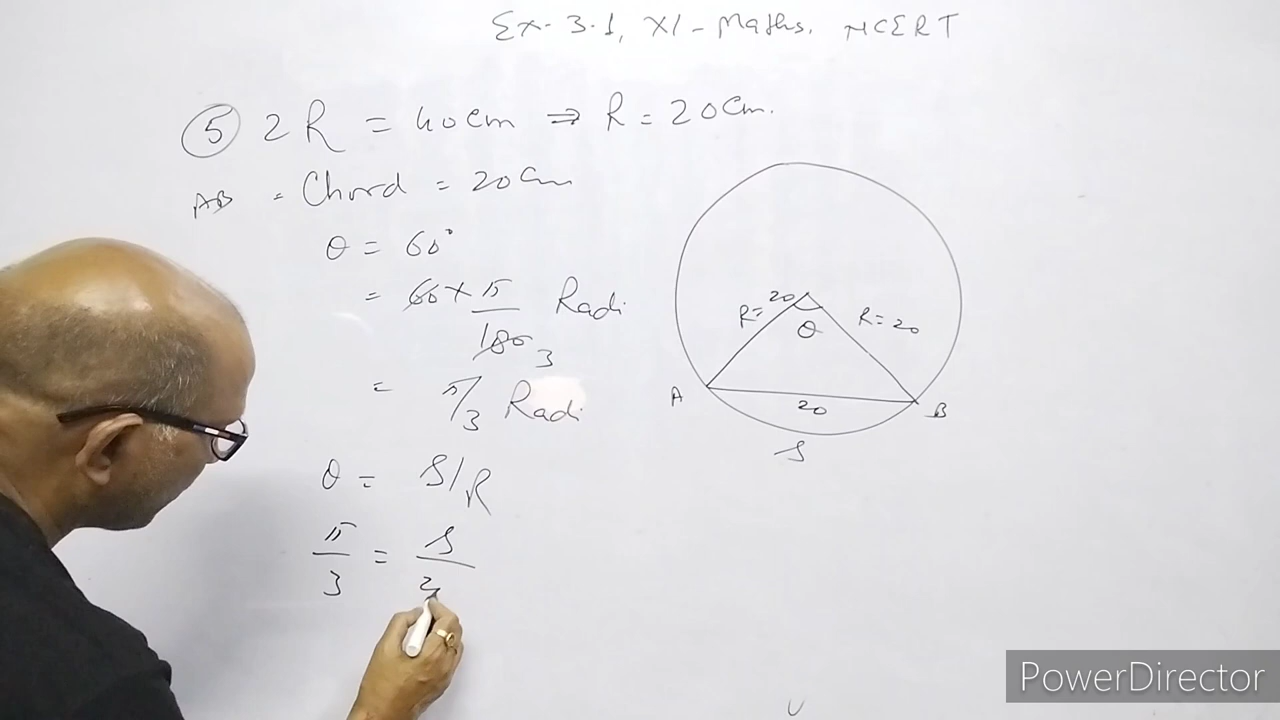 Ex. 3.1, XI - Maths. NCERT
5 2R = 40cm ⇒ R = 20cm.
AB = Chord = 20cm
θ = 60°
= 60 × π/180 3 Radi
= π/3 Radi
θ = S/R
π/3 = S/2
R = 20
R = 20
θ
A
20
B
S
PowerDirector